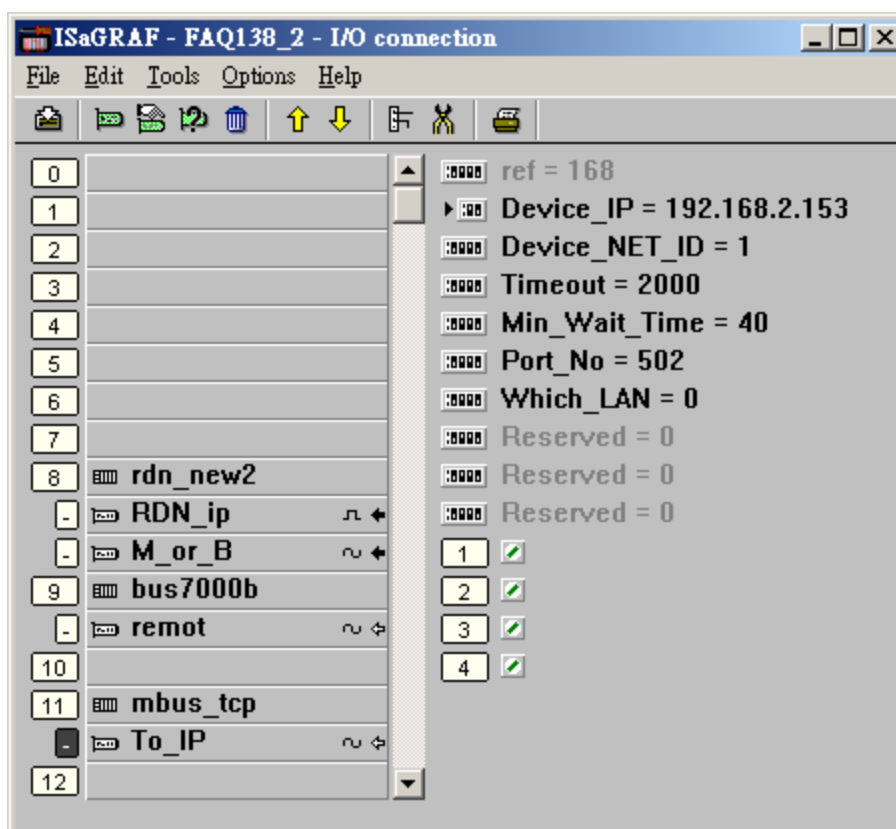 ISaGRAF - FAQ138_2 - I/O connection
File Edit Tools Options Help
0
1
2
3
4
5
6
7
8 rdn_new2
- RDN_ip
- M_or_B
9 bus7000b
- remot
10
11 mbus_tcp
- To_IP
12
ref = 168
Device_IP = 192.168.2.153
Device_NET_ID = 1
Timeout = 2000
Min_Wait_Time = 40
Port_No = 502
Which_LAN = 0
Reserved = 0
Reserved = 0
Reserved = 0
1
2
3
4